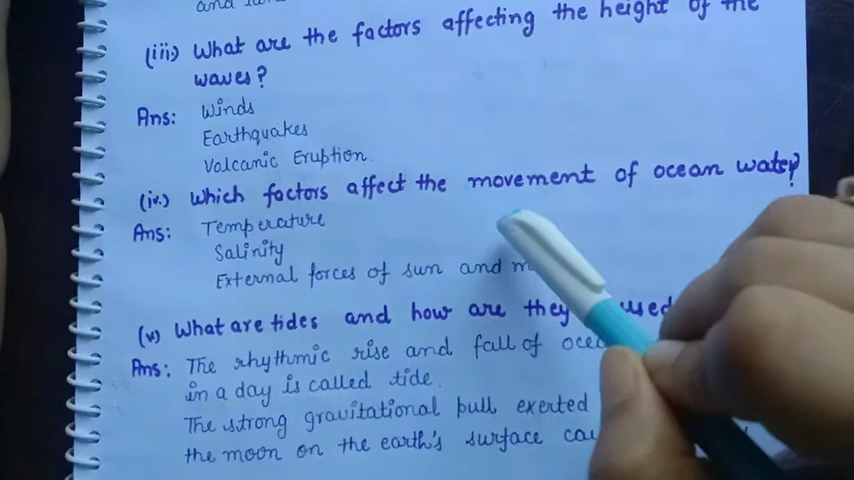 and
(iii) What are the factors affecting the height of the
waves?
Ans: Winds
Earthquakes
Valcanic Eruption
(iv.) Which factors affect the movement of ocean water?
Ans: Temperature
Salinity
External forces of sun and
(v) What are tides and how are they
Ans: The rhythmic rise and fall of
in a day is called tide.
The strong gravitational pull exerted
the moon on the earth's surface